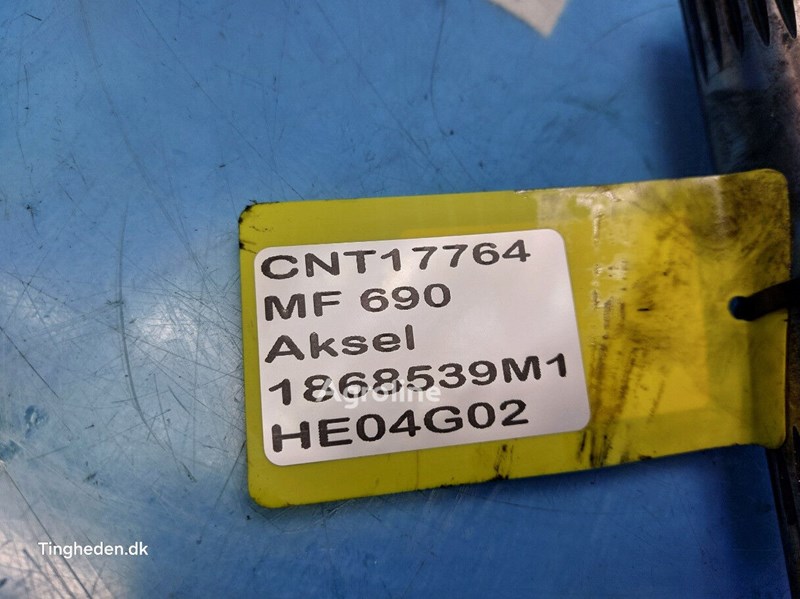 CNT17764
MF 690
Aksel
1868539M1
Agroline
HE04G02
Tingheden.dk